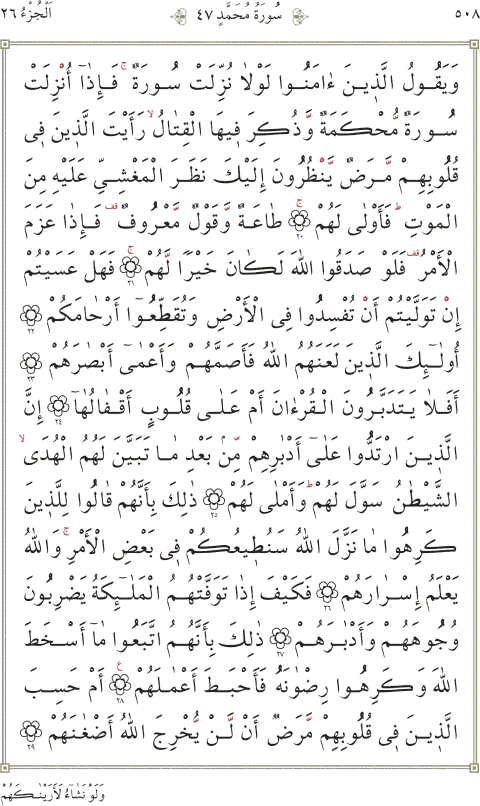 ٥٠٨ سُورَةُ مُحَمَّدٍ ٤٧ اَلْجُزْءُ ٢٦
وَيَقُولُ الَّذِينَ ءَامَنُوا لَوْلَا نُزِّلَتْ سُورَةٌ ۚ فَإِذَآ أُنْزِلَتْ
سُورَةٌ مُّحْكَمَةٌ وَّذُكِرَ فِيهَا الْقِتَالُ ۙ رَأَيْتَ الَّذِينَ فِى
قُلُوبِهِمْ مَّرَضٌ يَّنْظُرُونَ إِلَيْكَ نَظَرَ الْمَغْشِىِّ عَلَيْهِ مِنَ
الْمَوْتِ ۖ فَأَوْلَى لَهُمْ ۚ ٢٠ طَاعَةٌ وَّقَوْلٌ مَّعْرُوفٌ قف فَإِذَا عَزَمَ
الْأَمْرُ قف فَلَوْ صَدَقُوا اللّٰهَ لَكَانَ خَيْرًا لَّهُمْ ۚ ٢١ فَهَلْ عَسَيْتُمْ
إِنْ تَوَلَّيْتُمْ أَنْ تُفْسِدُوا فِى الْأَرْضِ وَتُقَطِّعُوٓا أَرْحَامَكُمْ ٢٢
أُولٰٓئِكَ الَّذِينَ لَعَنَهُمُ اللّٰهُ فَأَصَمَّهُمْ وَأَعْمَىٓ أَبْصَارَهُمْ ٢٣
أَفَلَا يَتَدَبَّرُونَ الْقُرْءَانَ أَمْ عَلَى قُلُوبٍ أَقْفَالُهَآ ٢٤ إِنَّ
الَّذِينَ ارْتَدُّوا عَلَىٓ أَدْبٰرِهِمْ مِّنْۢ بَعْدِ مَا تَبَيَّنَ لَهُمُ الْهُدَى ۙ
الشَّيْطٰنُ سَوَّلَ لَهُمْ ۖ وَأَمْلَى لَهُمْ ٢٥ ذٰلِكَ بِأَنَّهُمْ قَالُوا لِلَّذِينَ
كَرِهُوا مَا نَزَّلَ اللّٰهُ سَنُطِيعُكُمْ فِى بَعْضِ الْأَمْرِ ۚ وَاللّٰهُ
يَعْلَمُ إِسْرَارَهُمْ ٢٦ فَكَيْفَ إِذَا تَوَفَّتْهُمُ الْمَلٰٓئِكَةُ يَضْرِبُونَ
وُجُوهَهُمْ وَأَدْبٰرَهُمْ ٢٧ ذٰلِكَ بِأَنَّهُمُ اتَّبَعُوا مَآ أَسْخَطَ
اللّٰهَ وَكَرِهُوا رِضْوَانَهُ فَأَحْبَطَ أَعْمٰلَهُمْ ع ٢٨ أَمْ حَسِبَ
الَّذِينَ فِى قُلُوبِهِمْ مَّرَضٌ أَنْ لَّنْ يُّخْرِجَ اللّٰهُ أَضْغٰنَهُمْ ٢٩
وَلَوْ نَشَآءُ لَأَرَيْنٰكَهُمْ